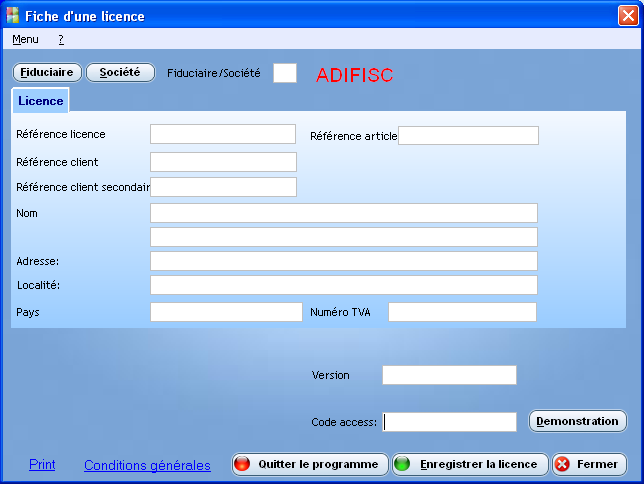 Fiche d'une licence
Menu ?
Fiduciaire Société Fiduciaire/Société ADIFISC
Licence
Référence licence Référence article
Référence client
Référence client secondair
Nom
Adresse:
Localité:
Pays Numéro TVA
Version
Code access: Demonstration
Print Conditions générales Quitter le programme Enregistrer la licence Fermer